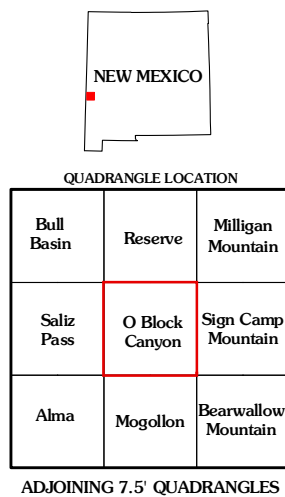 NEW MEXICO
QUADRANGLE LOCATION
Bull
Basin
Reserve
Milligan
Mountain
Saliz
Pass
O Block
Canyon
Sign Camp
Mountain
Alma
Mogollon
Bearwallow
Mountain
ADJOINING 7.5' QUADRANGLES